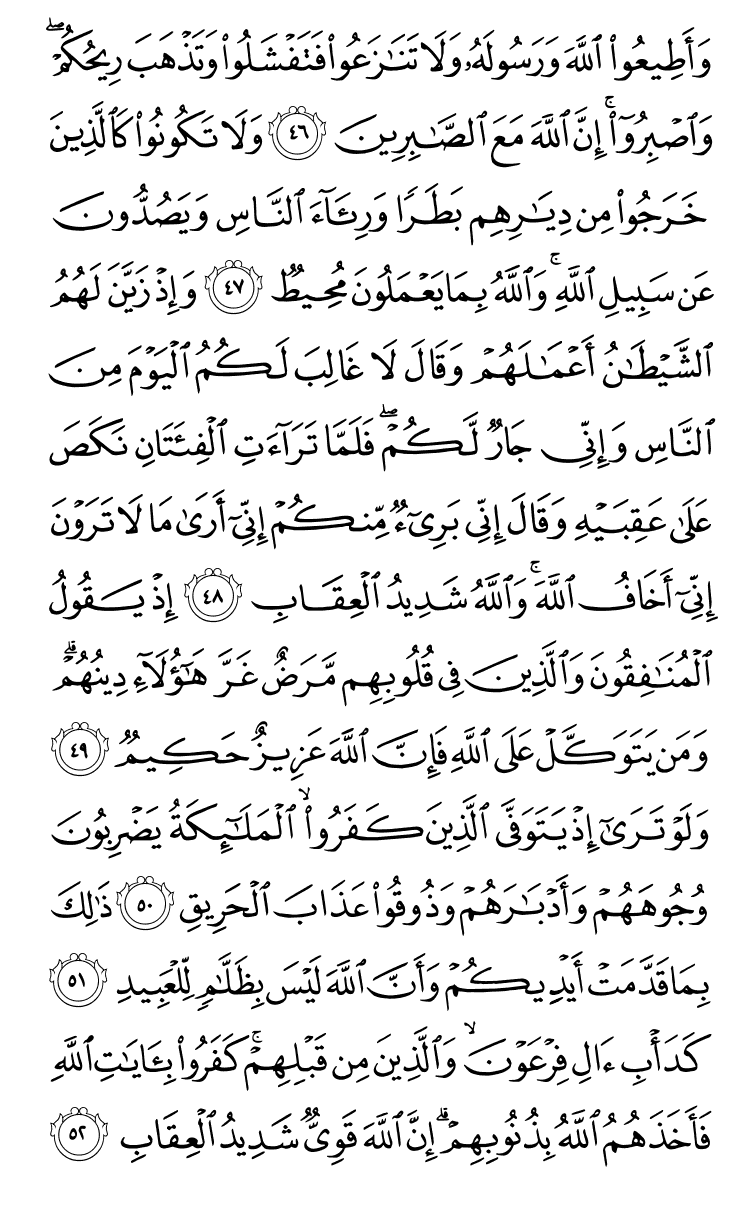 وَأَطِيعُوا۟ ٱللَّهَ وَرَسُولَهُۥ وَلَا تَنَـٰزَعُوا۟ فَتَفْشَلُوا۟ وَتَذْهَبَ رِيحُكُمْ ۖ
وَٱصْبِرُوٓا۟ ۚ إِنَّ ٱللَّهَ مَعَ ٱلصَّـٰبِرِينَ ٤٦ وَلَا تَكُونُوا۟ كَٱلَّذِينَ
خَرَجُوا۟ مِن دِيَـٰرِهِم بَطَرًا وَرِئَآءَ ٱلنَّاسِ وَيَصُدُّونَ
عَن سَبِيلِ ٱللَّهِ ۚ وَٱللَّهُ بِمَا يَعْمَلُونَ مُحِيطٌ ٤٧ وَإِذْ زَيَّنَ لَهُمُ
ٱلشَّيْطَـٰنُ أَعْمَـٰلَهُمْ وَقَالَ لَا غَالِبَ لَكُمُ ٱلْيَوْمَ مِنَ
ٱلنَّاسِ وَإِنِّى جَارٌ لَّكُمْ ۖ فَلَمَّا تَرَآءَتِ ٱلْفِئَتَانِ نَكَصَ
عَلَىٰ عَقِبَيْهِ وَقَالَ إِنِّى بَرِىٓءٌ مِّنكُمْ إِنِّىٓ أَرَىٰ مَا لَا تَرَوْنَ
إِنِّىٓ أَخَافُ ٱللَّهَ ۚ وَٱللَّهُ شَدِيدُ ٱلْعِقَابِ ٤٨ إِذْ يَقُولُ
ٱلْمُنَـٰفِقُونَ وَٱلَّذِينَ فِى قُلُوبِهِم مَّرَضٌ غَرَّ هَـٰٓؤُلَآءِ دِينُهُمْ ۗ
وَمَن يَتَوَكَّلْ عَلَى ٱللَّهِ فَإِنَّ ٱللَّهَ عَزِيزٌ حَكِيمٌ ٤٩
وَلَوْ تَرَىٰٓ إِذْ يَتَوَفَّى ٱلَّذِينَ كَفَرُوا۟ ۙ ٱلْمَلَـٰٓئِكَةُ يَضْرِبُونَ
وُجُوهَهُمْ وَأَدْبَـٰرَهُمْ وَذُوقُوا۟ عَذَابَ ٱلْحَرِيقِ ٥٠ ذَٰلِكَ
بِمَا قَدَّمَتْ أَيْدِيكُمْ وَأَنَّ ٱللَّهَ لَيْسَ بِظَلَّـٰمٍ لِّلْعَبِيدِ ٥١
كَدَأْبِ ءَالِ فِرْعَوْنَ ۙ وَٱلَّذِينَ مِن قَبْلِهِمْ ۚ كَفَرُوا۟ بِـَٔايَـٰتِ ٱللَّهِ
فَأَخَذَهُمُ ٱللَّهُ بِذُنُوبِهِمْ ۗ إِنَّ ٱللَّهَ قَوِىٌّ شَدِيدُ ٱلْعِقَابِ ٥٢